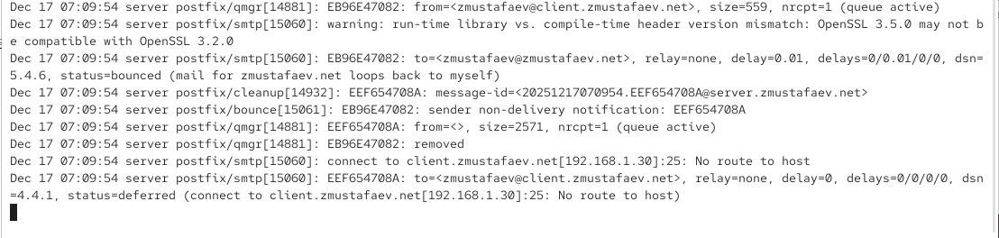 Dec 17 07:09:54 server postfix/qmgr[14881]: EB96E47082: from=<zmustafaev@client.zmustafaev.net>, size=559, nrcpt=1 (queue active)
Dec 17 07:09:54 server postfix/smtp[15060]: warning: run-time library vs. compile-time header version mismatch: OpenSSL 3.5.0 may not b
e compatible with OpenSSL 3.2.0
Dec 17 07:09:54 server postfix/smtp[15060]: EB96E47082: to=<zmustafaev@zmustafaev.net>, relay=none, delay=0.01, delays=0/0.01/0/0, dsn=
5.4.6, status=bounced (mail for zmustafaev.net loops back to myself)
Dec 17 07:09:54 server postfix/cleanup[14932]: EEF654708A: message-id=<20251217070954.EEF654708A@server.zmustafaev.net>
Dec 17 07:09:54 server postfix/bounce[15061]: EB96E47082: sender non-delivery notification: EEF654708A
Dec 17 07:09:54 server postfix/qmgr[14881]: EEF654708A: from=<>, size=2571, nrcpt=1 (queue active)
Dec 17 07:09:54 server postfix/qmgr[14881]: EB96E47082: removed
Dec 17 07:09:54 server postfix/smtp[15060]: connect to client.zmustafaev.net[192.168.1.30]:25: No route to host
Dec 17 07:09:54 server postfix/smtp[15060]: EEF654708A: to=<zmustafaev@client.zmustafaev.net>, relay=none, delay=0, delays=0/0/0/0, dsn
=4.4.1, status=deferred (connect to client.zmustafaev.net[192.168.1.30]:25: No route to host)